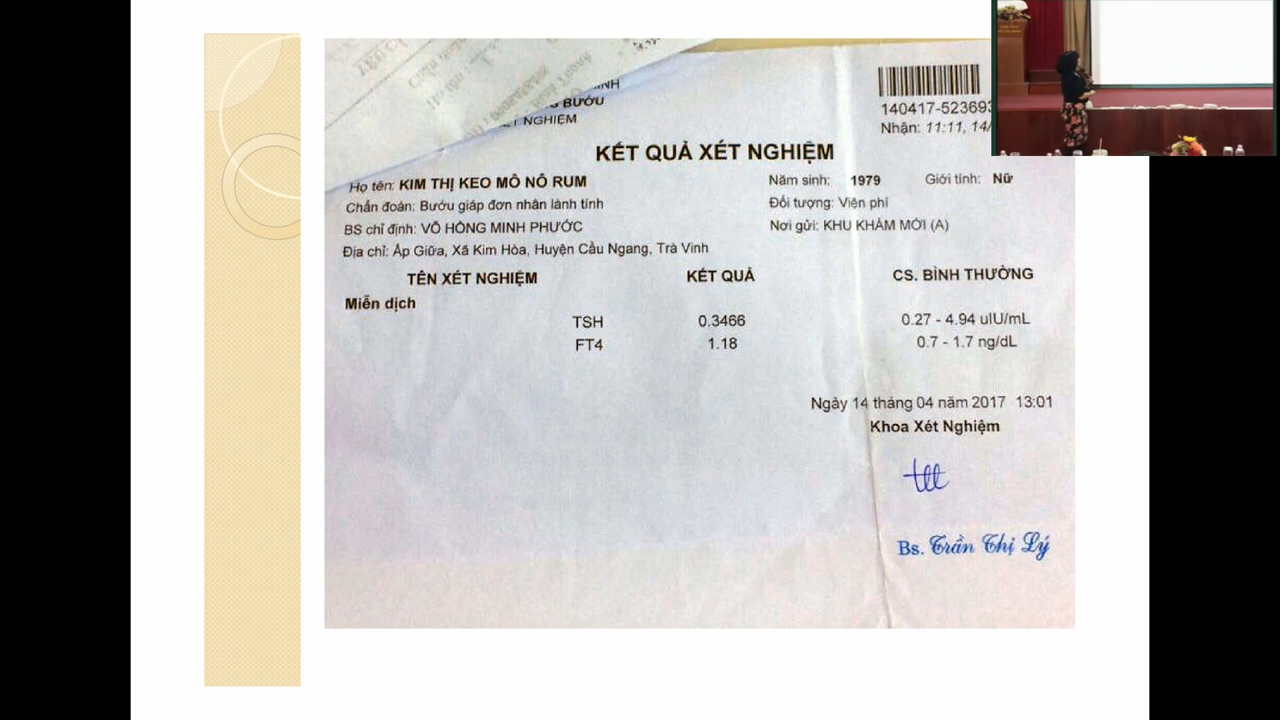 BƯỚU
NGHIỆM
140417-523693
Nhận: 11:11, 14/
KẾT QUẢ XÉT NGHIỆM
Họ tên: KIM THỊ KEO MÔ NÔ RUM
Năm sinh: 1979 Giới tính: Nữ
Chẩn đoán: Bướu giáp đơn nhân lành tính
Đối tượng: Viện phí
BS chỉ định: VÕ HỒNG MINH PHƯỚC
Nơi gửi: KHU KHÁM MỚI (A)
Địa chỉ: Ấp Giữa, Xã Kim Hòa, Huyện Cầu Ngang, Trà Vinh
TÊN XÉT NGHIỆM KẾT QUẢ CS. BÌNH THƯỜNG
Miễn dịch
TSH 0.3466 0.27 - 4.94 uIU/mL
FT4 1.18 0.7 - 1.7 ng/dL
Ngày 14 tháng 04 năm 2017 13:01
Khoa Xét Nghiệm
Bs. Trần Thị Lý